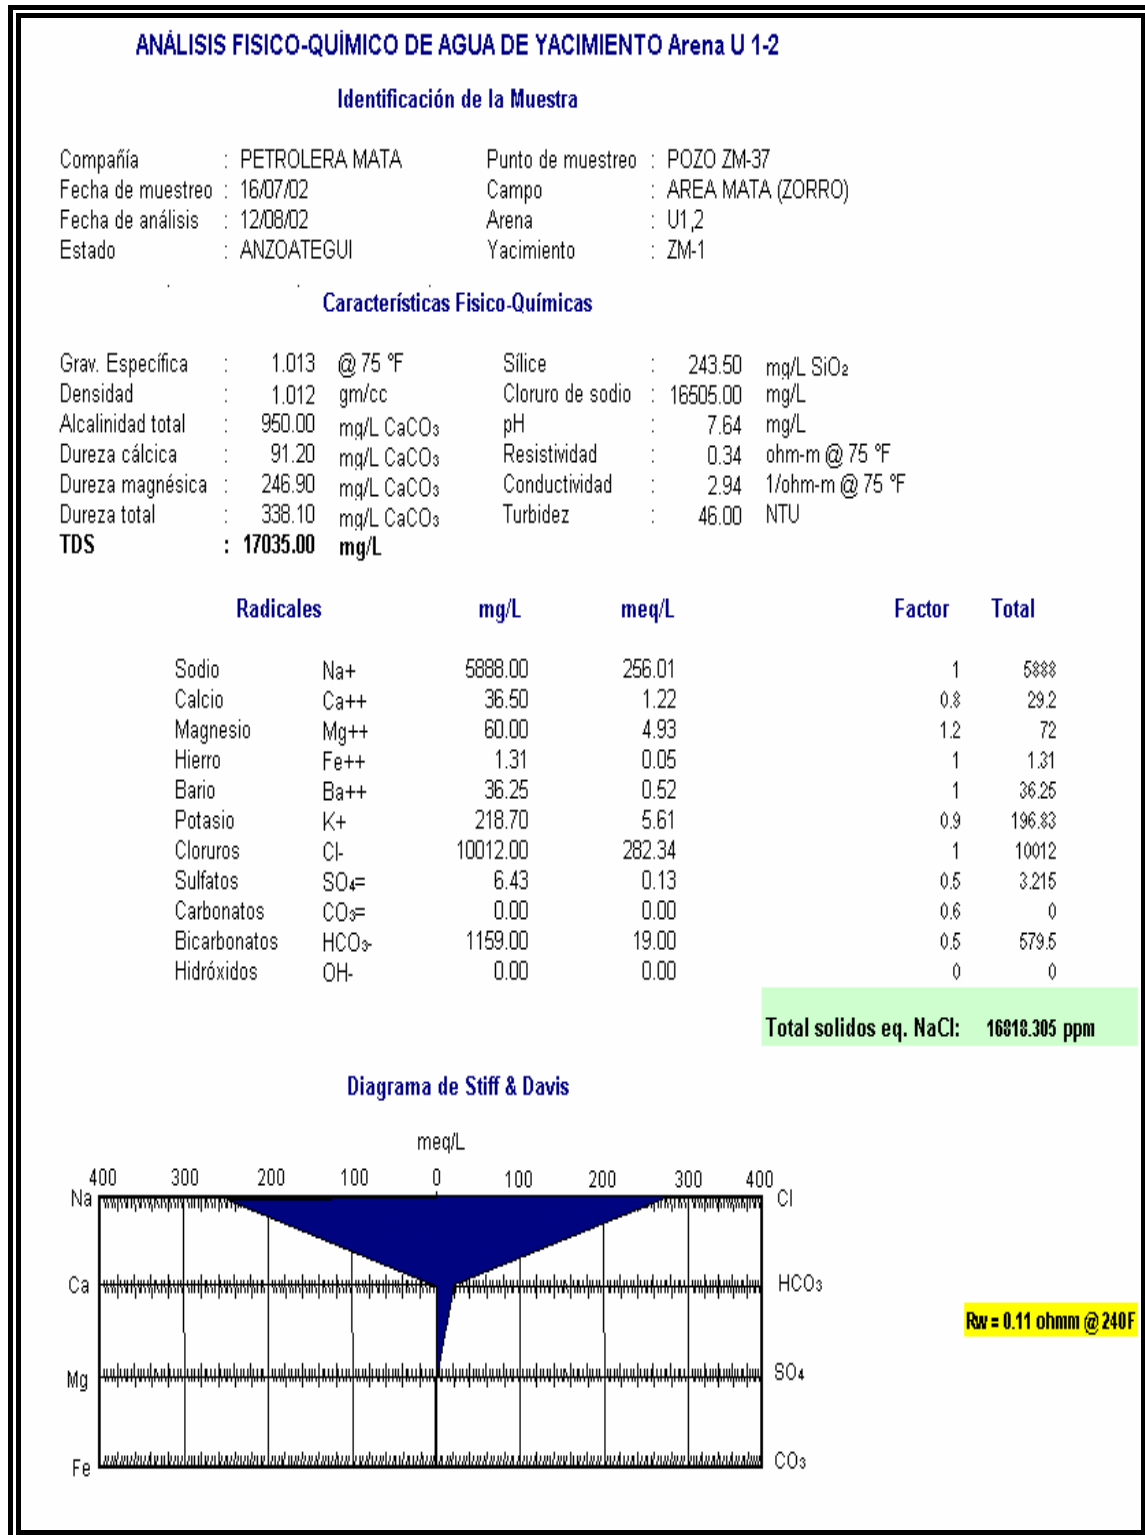 ANÁLISIS FISICO-QUÍMICO DE AGUA DE YACIMIENTO Arena U 1-2
Identificación de la Muestra
Compañía : PETROLERA MATA Punto de muestreo : POZO ZM-37
Fecha de muestreo : 16/07/02 Campo : AREA MATA (ZORRO)
Fecha de análisis : 12/08/02 Arena : U1,2
Estado : ANZOATEGUI Yacimiento : ZM-1
Características Fisico-Químicas
Grav. Específica : 1.013 @ 75 ºF Sílice : 243.50 mg/L SiO₂
Densidad : 1.012 gm/cc Cloruro de sodio : 16505.00 mg/L
Alcalinidad total : 950.00 mg/L CaCO₃ pH : 7.64 mg/L
Dureza cálcica : 91.20 mg/L CaCO₃ Resistividad : 0.34 ohm-m @ 75 ºF
Dureza magnésica : 246.90 mg/L CaCO₃ Conductividad : 2.94 1/ohm-m @ 75 ºF
Dureza total : 338.10 mg/L CaCO₃ Turbidez : 46.00 NTU
TDS : 17035.00 mg/L
Radicales mg/L meq/L Factor Total
Sodio Na+ 5888.00 256.01 1 5888
Calcio Ca++ 36.50 1.22 0.8 29.2
Magnesio Mg++ 60.00 4.93 1.2 72
Hierro Fe++ 1.31 0.05 1 1.31
Bario Ba++ 36.25 0.52 1 36.25
Potasio K+ 218.70 5.61 0.9 196.83
Cloruros Cl- 10012.00 282.34 1 10012
Sulfatos SO₄= 6.43 0.13 0.5 3.215
Carbonatos CO₃= 0.00 0.00 0.6 0
Bicarbonatos HCO₃- 1159.00 19.00 0.5 579.5
Hidróxidos OH- 0.00 0.00 0 0
Total solidos eq. NaCl: 16818.305 ppm
Diagrama de Stiff & Davis
meq/L
400 300 200 100 0 100 200 300 400
Na Cl
Ca HCO₃
Rw = 0.11 ohmm @ 240F
Mg SO₄
Fe CO₃